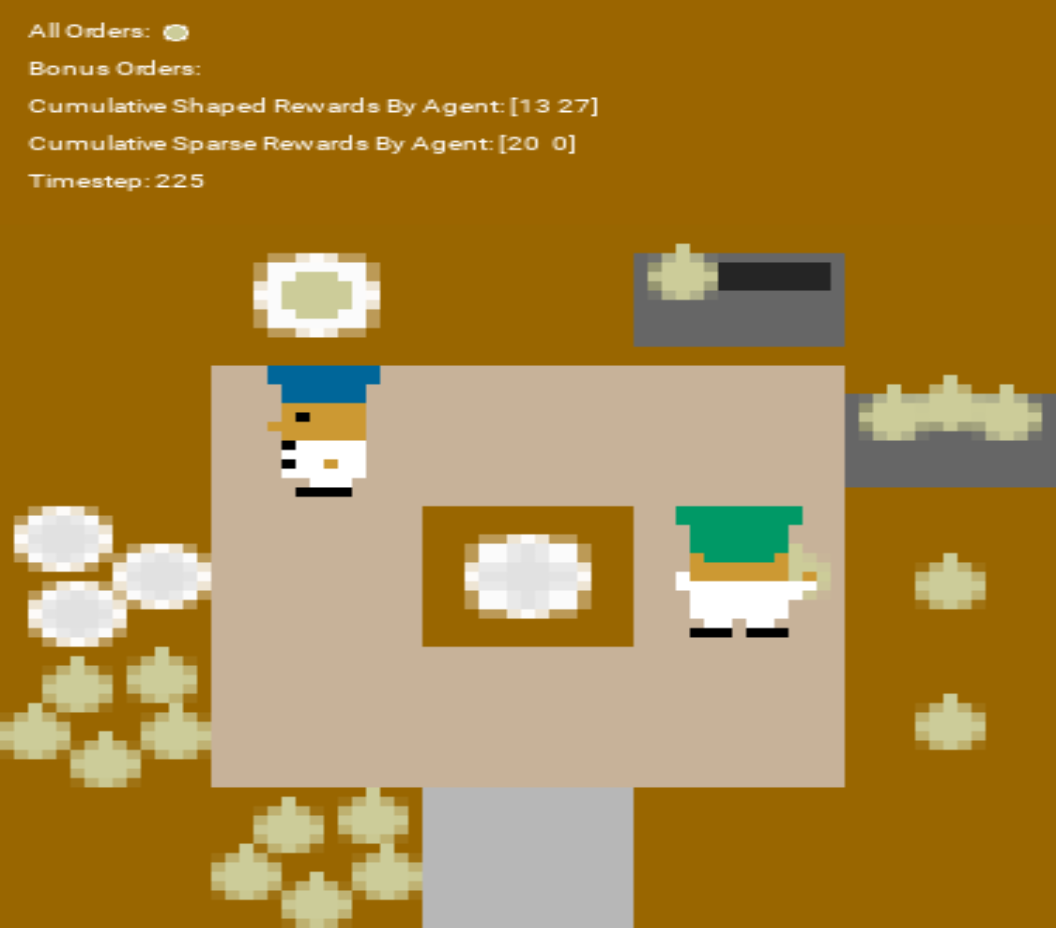 All Orders:
Bonus Orders:
Cumulative Shaped Rewards By Agent: [13 27]
Cumulative Sparse Rewards By Agent: [20  0]
Timestep: 225